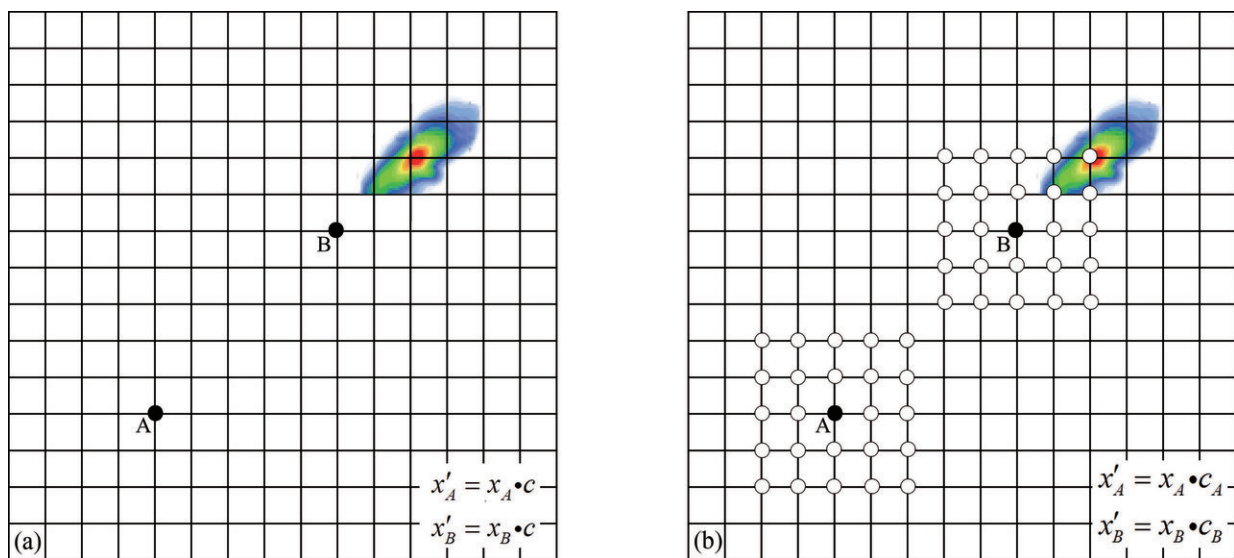 B
A
x'_A = x_A • c
x'_B = x_B • c
(a)
B
A
x'_A = x_A • c_A
x'_B = x_B • c_B
(b)